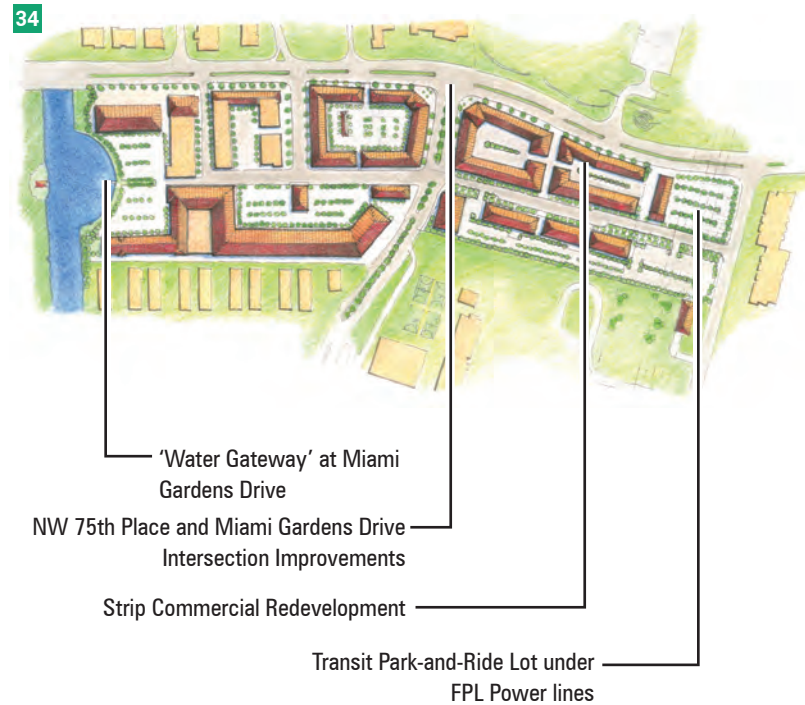 34
‘Water Gateway’ at Miami
Gardens Drive
NW 75th Place and Miami Gardens Drive
Intersection Improvements
Strip Commercial Redevelopment
Transit Park-and-Ride Lot under
FPL Power lines